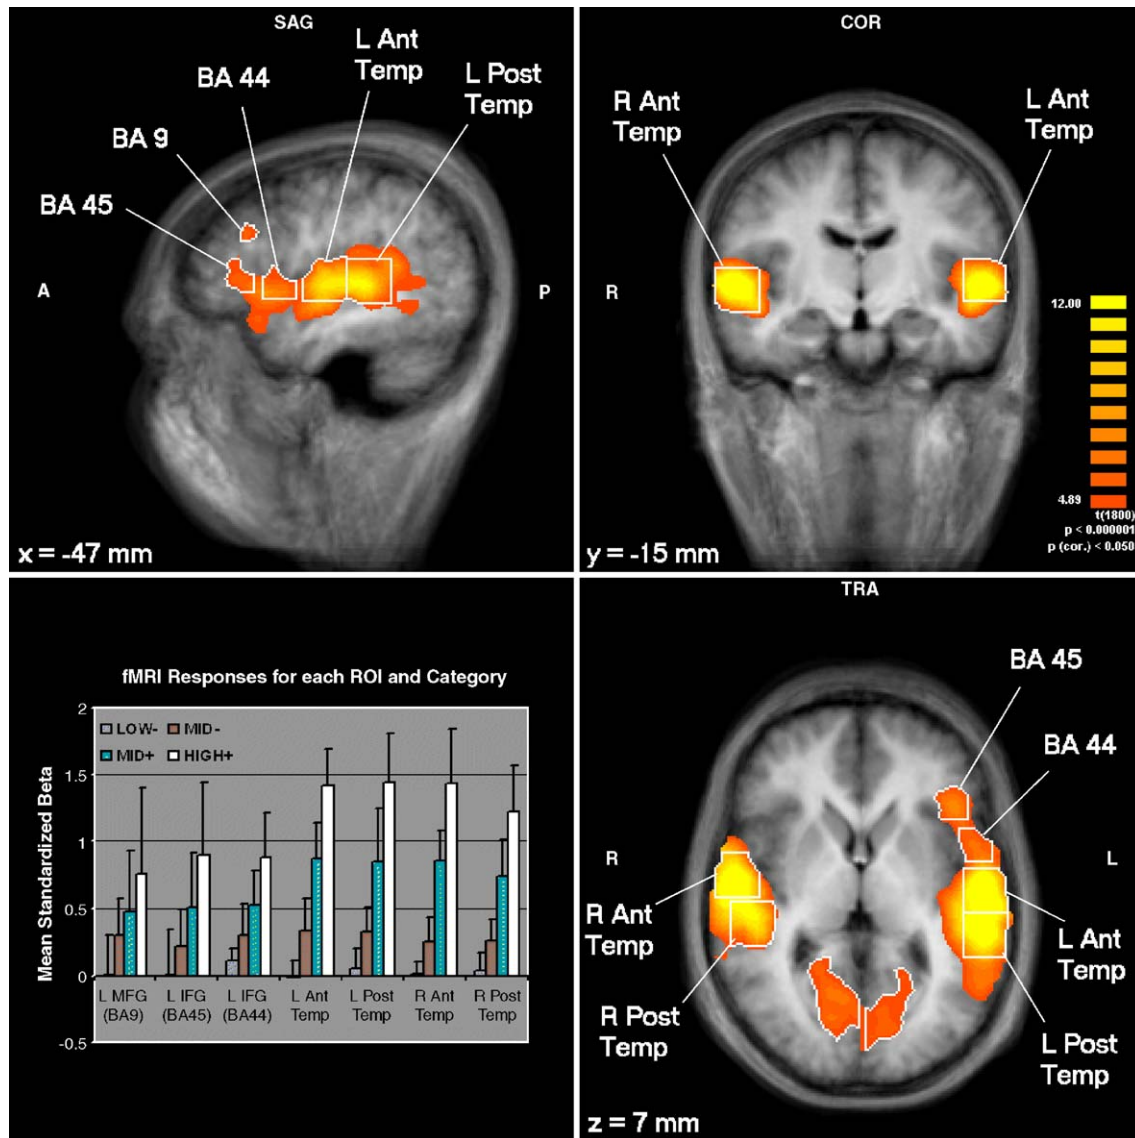 SAG
L Ant
Temp
L Post
Temp
BA 44
BA 9
BA 45
A
P
x = -47 mm
COR
R Ant
Temp
L Ant
Temp
R
12.00
4.89
t(1800)
p < 0.000001
p (cor.) < 0.050
y = -15 mm
fMRI Responses for each ROI and Category
Mean Standardized Beta
2
1.5
1
0.5
0
-0.5
LOW-
MID-
MID+
HIGH+
L MFG
(BA9)
L IFG
(BA45)
L IFG
(BA44)
L Ant
Temp
L Post
Temp
R Ant
Temp
R Post
Temp
TRA
BA 45
BA 44
R
L
R Ant
Temp
L Ant
Temp
R Post
Temp
L Post
Temp
z = 7 mm